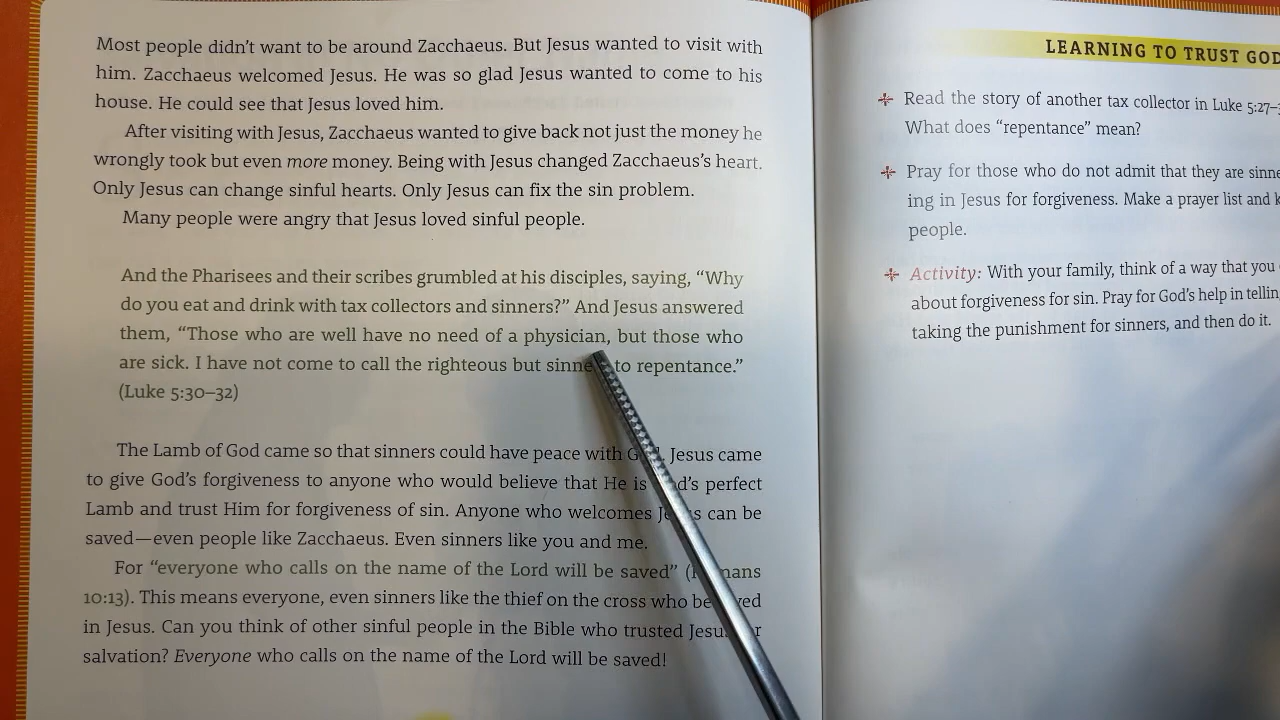 Most people didn't want to be around Zacchaeus. But Jesus wanted to visit with
him. Zacchaeus welcomed Jesus. He was so glad Jesus wanted to come to his
house. He could see that Jesus loved him.
After visiting with Jesus, Zacchaeus wanted to give back not just the money he
wrongly took but even more money. Being with Jesus changed Zacchaeus's heart.
Only Jesus can change sinful hearts. Only Jesus can fix the sin problem.
Many people were angry that Jesus loved sinful people.
And the Pharisees and their scribes grumbled at his disciples, saying, “Why
do you eat and drink with tax collectors and sinners?” And Jesus answered
them, “Those who are well have no need of a physician, but those who
are sick. I have not come to call the righteous but to repentance.”
(Luke 5:30–32)
The Lamb of God came so that sinners could have peace with Jesus came
to give God's forgiveness to anyone who would believe that He is perfect
Lamb and trust Him for forgiveness of sin. Anyone who welcomes can be
saved—even people like Zacchaeus. Even sinners like you and me.
For “everyone who calls on the name of the Lord will be saved”
10:13). This means everyone, even sinners like the thief on the cross who
in Jesus. Can you think of other sinful people in the Bible who trusted
salvation? Everyone who calls on the name of the Lord will be saved!
LEARNING TO TRUST GOD
Read the story of another tax collector in Luke 5:27–
What does “repentance” mean?
Pray for those who do not admit that they are
ing in Jesus for forgiveness. Make a prayer list and
people.
Activity: With your family, think of a way that you
about forgiveness for sin. Pray for God's help in
taking the punishment for sinners, and then do it.